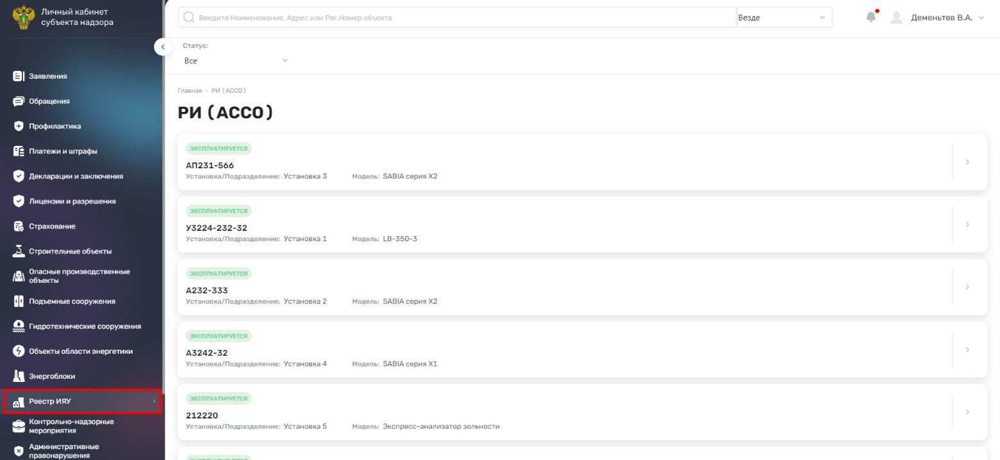 Личный кабинет
субъекта надзора
Заявления
Обращения
Профилактика
Платежи и штрафы
Декларации и заключения
Лицензии и разрешения
Страхование
Строительные объекты
Опасные производственные
объекты
Подъемные сооружения
Гидротехнические сооружения
Объекты области энергетики
Энергоблоки
Реестр ИЯУ
Контрольно-надзорные
мероприятия
Административные
правонарушения
Введите Наименование, Адрес или Рег.Номер объекта
Везде
Деменьтев В.А.
Статус:
Все
Главная · РИ (АССО)
РИ (АССО)
ЭКСПЛУАТИРУЕТСЯ
АП231-566
Установка/Подразделение: Установка 3 Модель: SABIA серия X2
ЭКСПЛУАТИРУЕТСЯ
У3224-232-32
Установка/Подразделение: Установка 1 Модель: LB-350-3
ЭКСПЛУАТИРУЕТСЯ
А232-333
Установка/Подразделение: Установка 2 Модель: SABIA серия X2
ЭКСПЛУАТИРУЕТСЯ
А3242-32
Установка/Подразделение: Установка 4 Модель: SABIA серия X1
ЭКСПЛУАТИРУЕТСЯ
212220
Установка/Подразделение: Установка 5 Модель: Экспресс-анализатор зольности